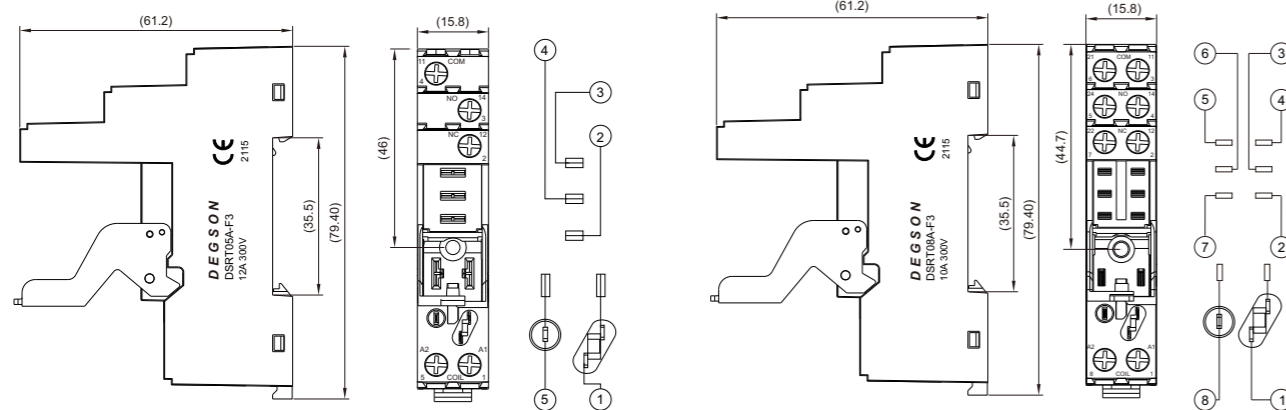 (61.2)
(15.8)
11 COM
4
NO 14
3
NC 12
2
(46)
CE
2115
DEGSON
DSRT05A-F3
12A 300V
(35.5)
(79.40)
A2 A1
5 COIL 1
4
3
2
5
1
(61.2)
(15.8)
21 COM 11
6 3
24 NO 14
5 4
22 NC 12
7 2
(44.7)
CE
2115
DEGSON
DSRT08A-F3
10A 300V
(35.5)
(79.40)
A2 A1
8 COIL 1
6
3
5
4
7
2
8
1